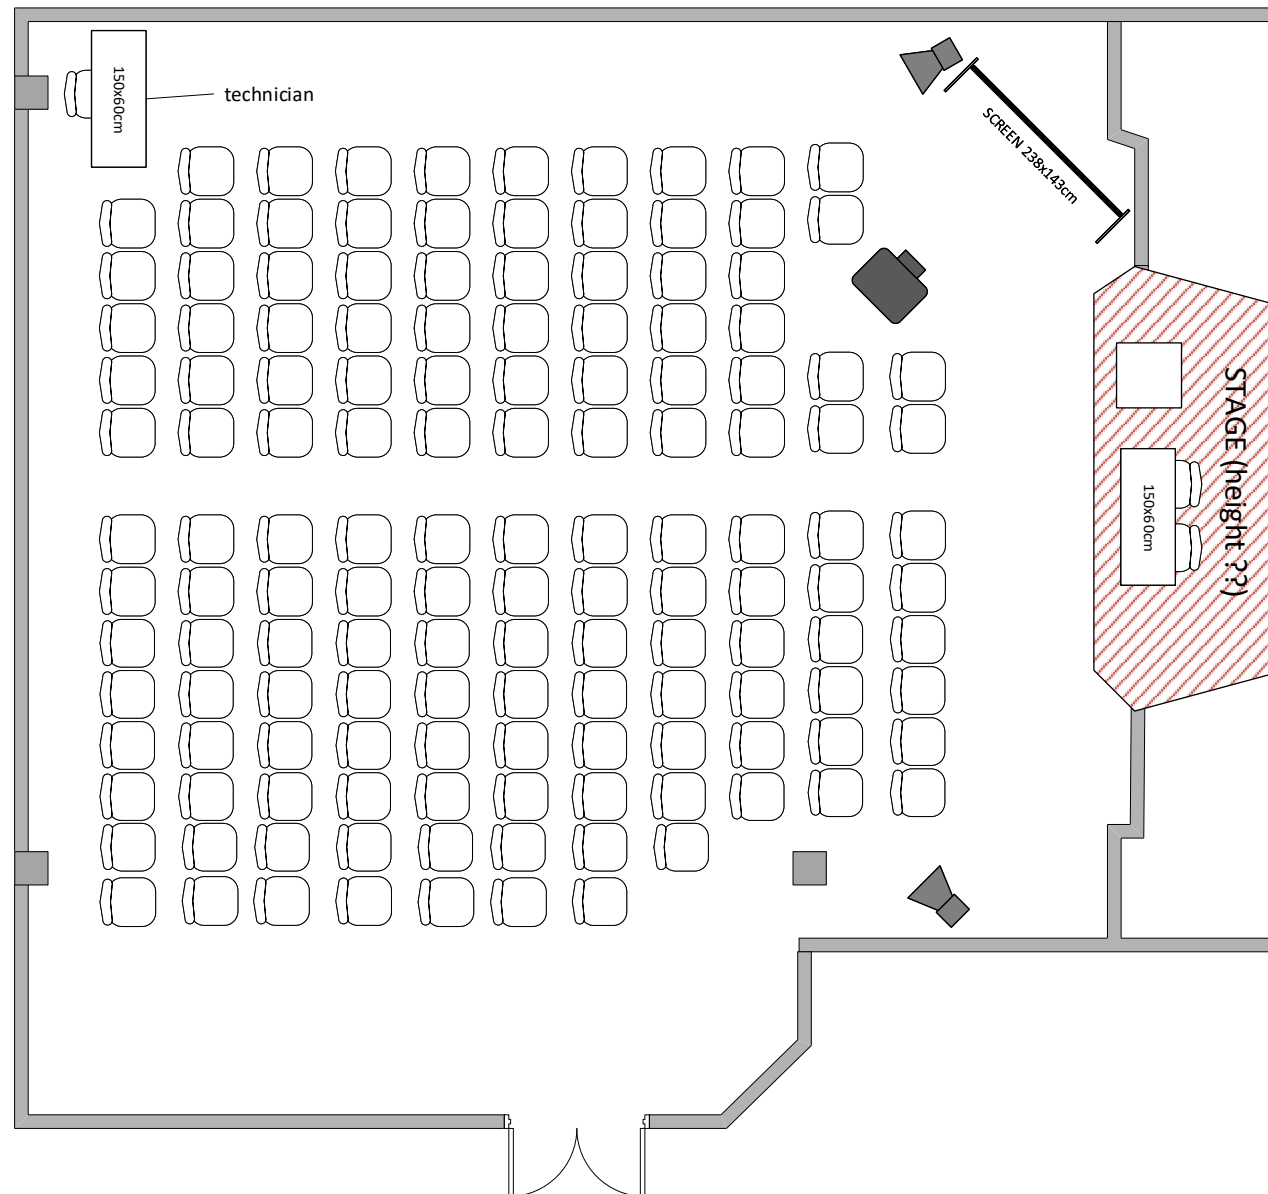 150x60cm
technician
SCREEN 238x143cm
STAGE (height ??)
150x60cm